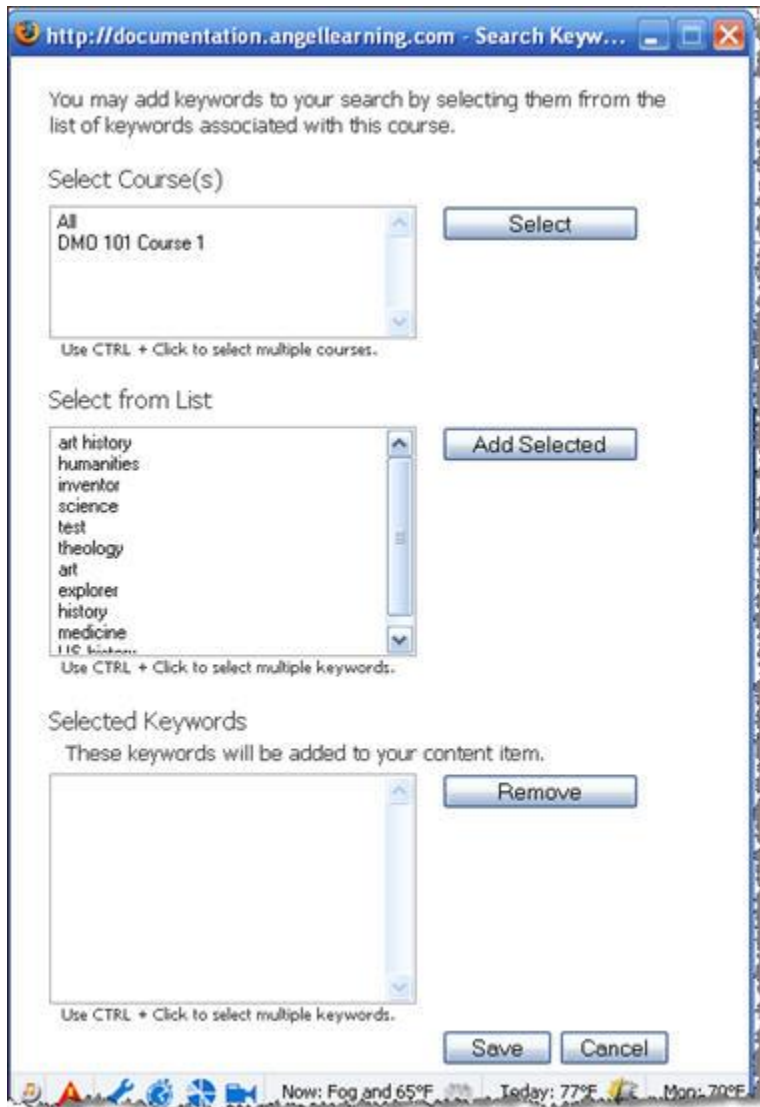 http://documentation.angellearning.com - Search Keyw...
You may add keywords to your search by selecting them frrom the
list of keywords associated with this course.
Select Course(s)
All
DMO 101 Course 1
Select
Use CTRL + Click to select multiple courses.
Select from List
art history
humanities
inventor
science
test
theology
art
explorer
history
medicine
US history
Add Selected
Use CTRL + Click to select multiple keywords.
Selected Keywords
These keywords will be added to your content item.
Remove
Use CTRL + Click to select multiple keywords.
Save
Cancel
Now: Fog and 65°F
Today: 77°F
Mon: 70°F